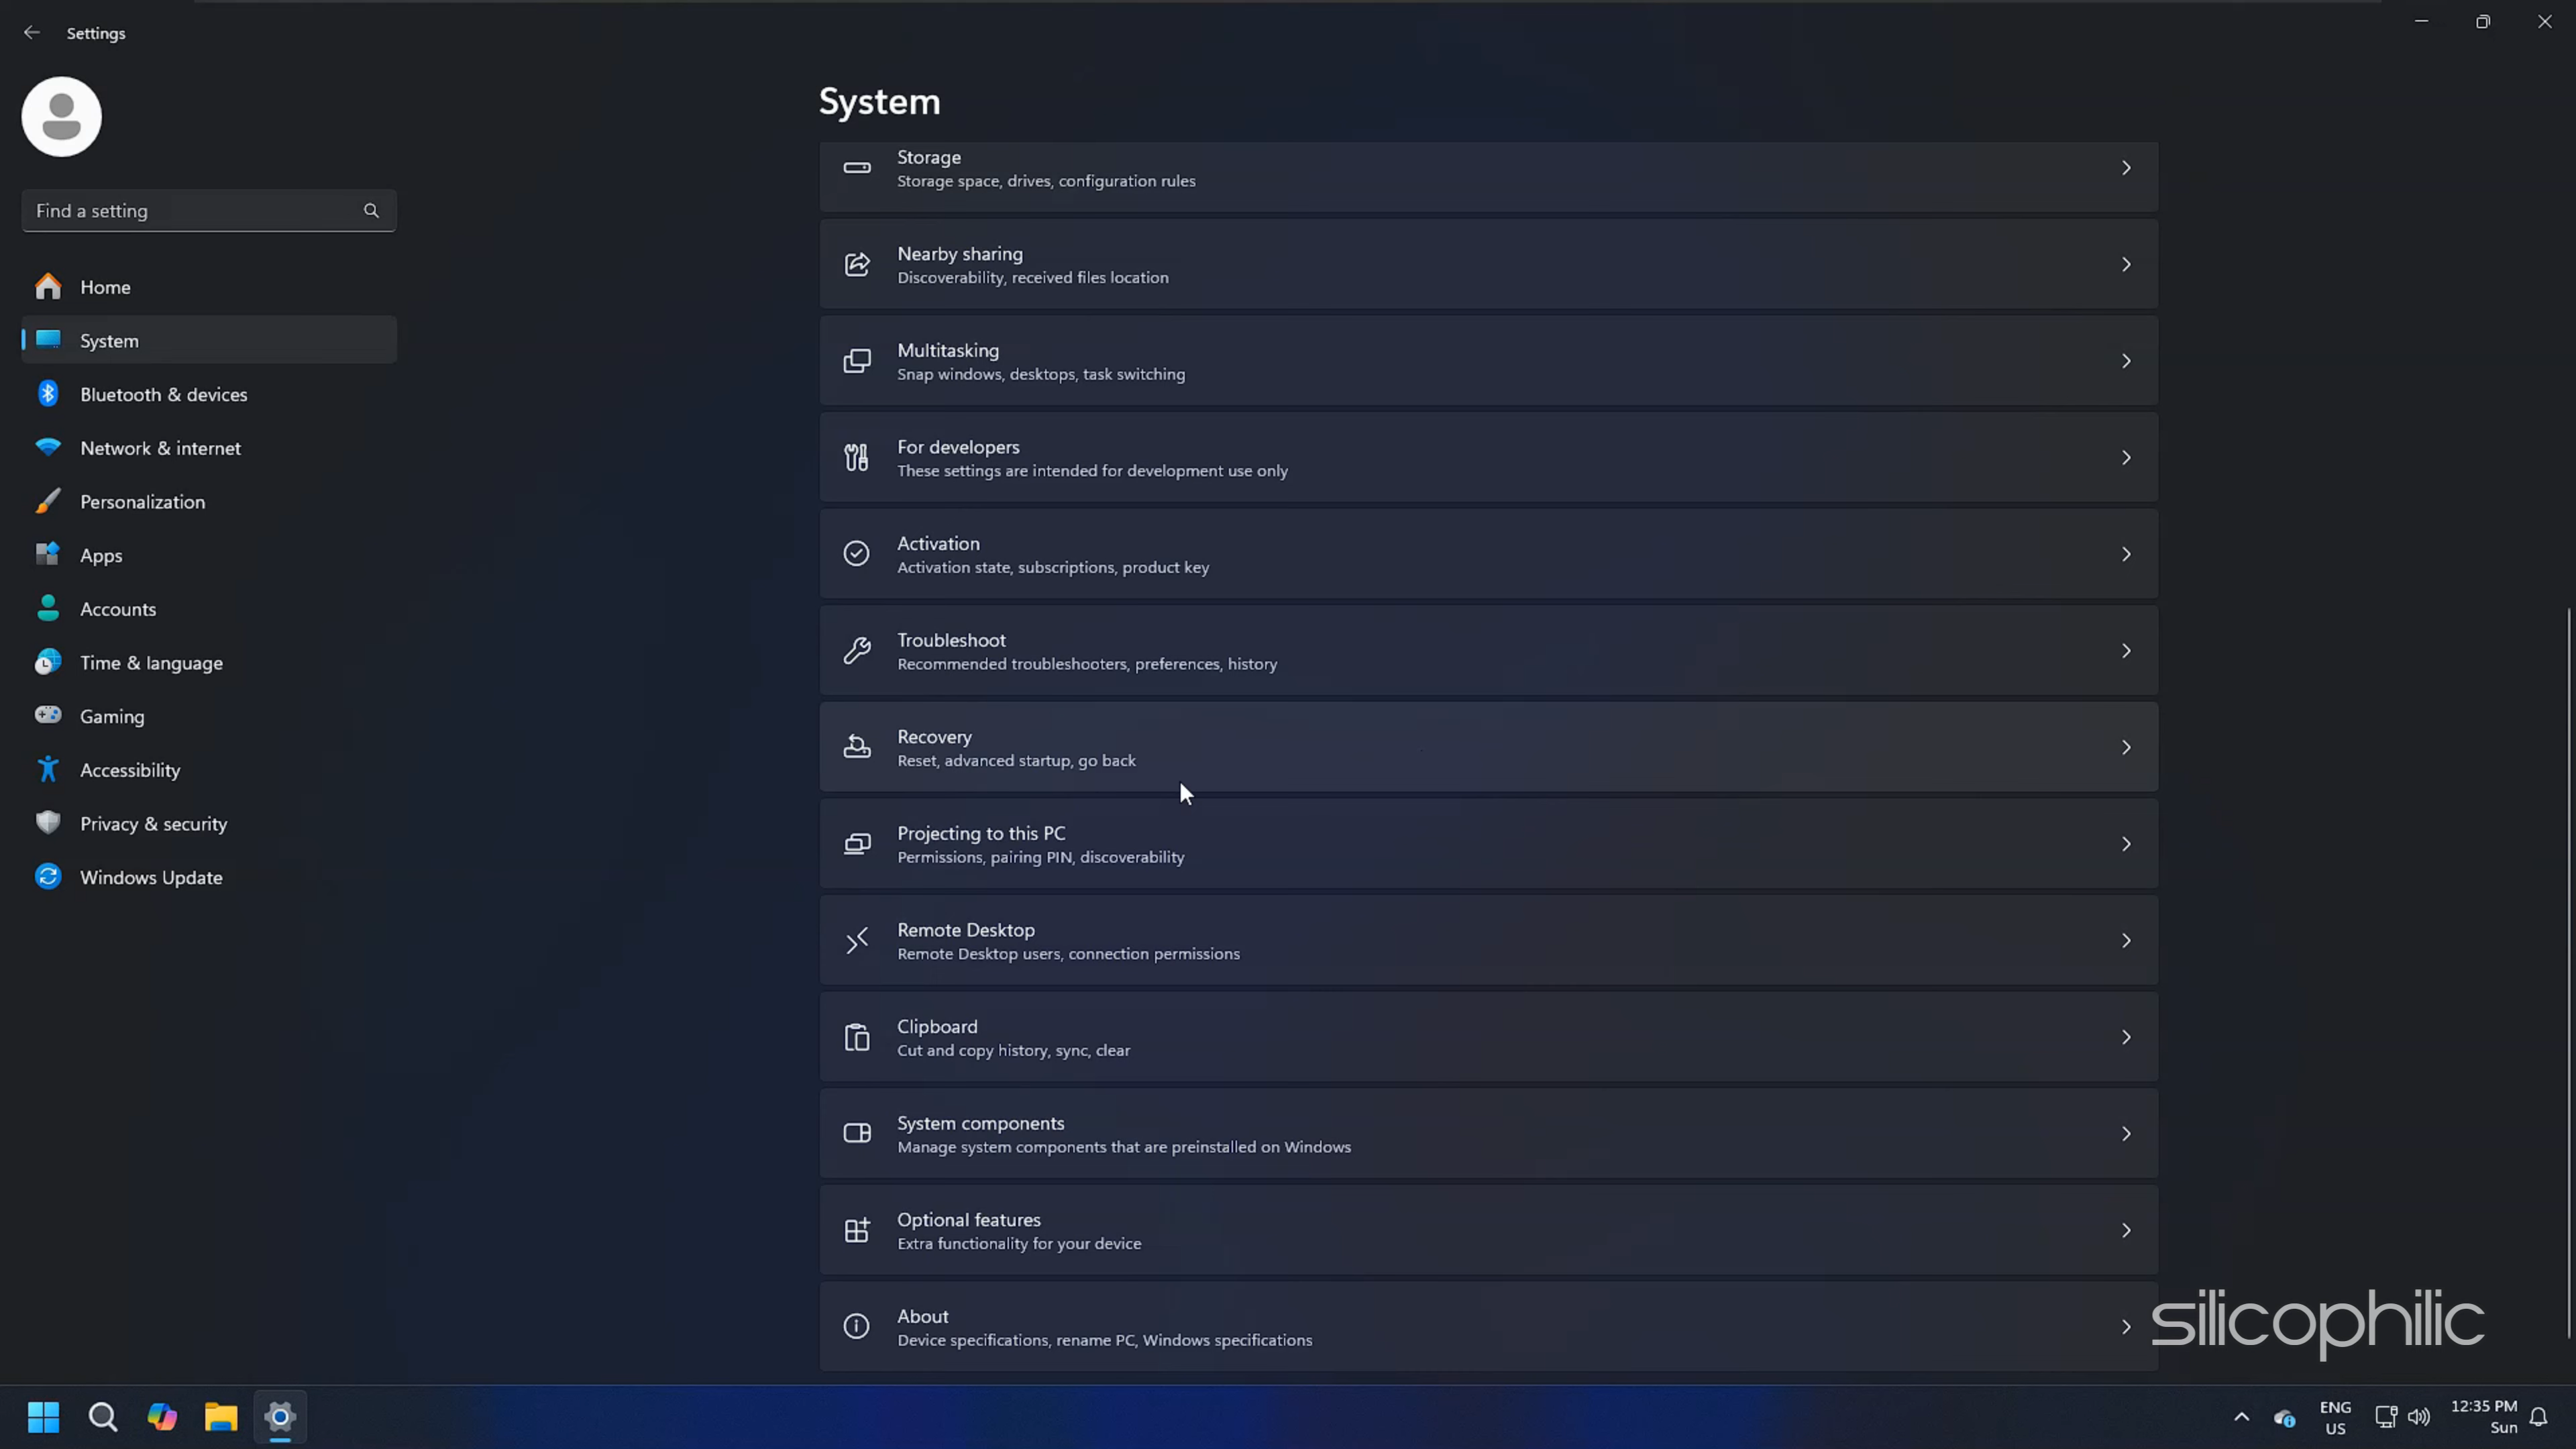 Settings
Find a setting
Home
System
Bluetooth & devices
Network & internet
Personalization
Apps
Accounts
Time & language
Gaming
Accessibility
Privacy & security
Windows Update
System
Storage
Storage space, drives, configuration rules
Nearby sharing
Discoverability, received files location
Multitasking
Snap windows, desktops, task switching
For developers
These settings are intended for development use only
Activation
Activation state, subscriptions, product key
Troubleshoot
Recommended troubleshooters, preferences, history
Recovery
Reset, advanced startup, go back
Projecting to this PC
Permissions, pairing PIN, discoverability
Remote Desktop
Remote Desktop users, connection permissions
Clipboard
Cut and copy history, sync, clear
System components
Manage system components that are preinstalled on Windows
Optional features
Extra functionality for your device
About
Device specifications, rename PC, Windows specifications
silicophilic
ENG
US
12:35 PM
Sun